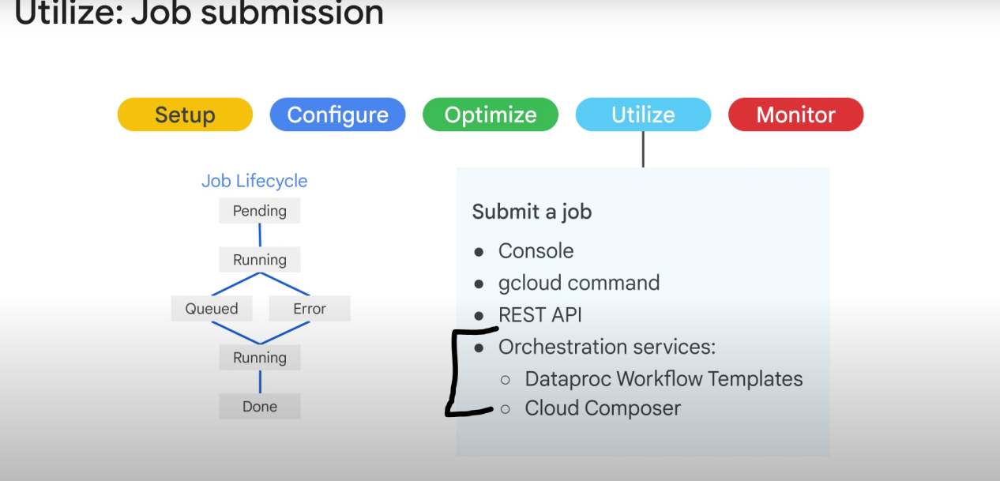 Utilize: Job submission
Setup
Configure
Optimize
Utilize
Monitor
Job Lifecycle
Pending
Running
Queued
Error
Running
Done
Submit a job
Console
gcloud command
REST API
Orchestration services:
Dataproc Workflow Templates
Cloud Composer